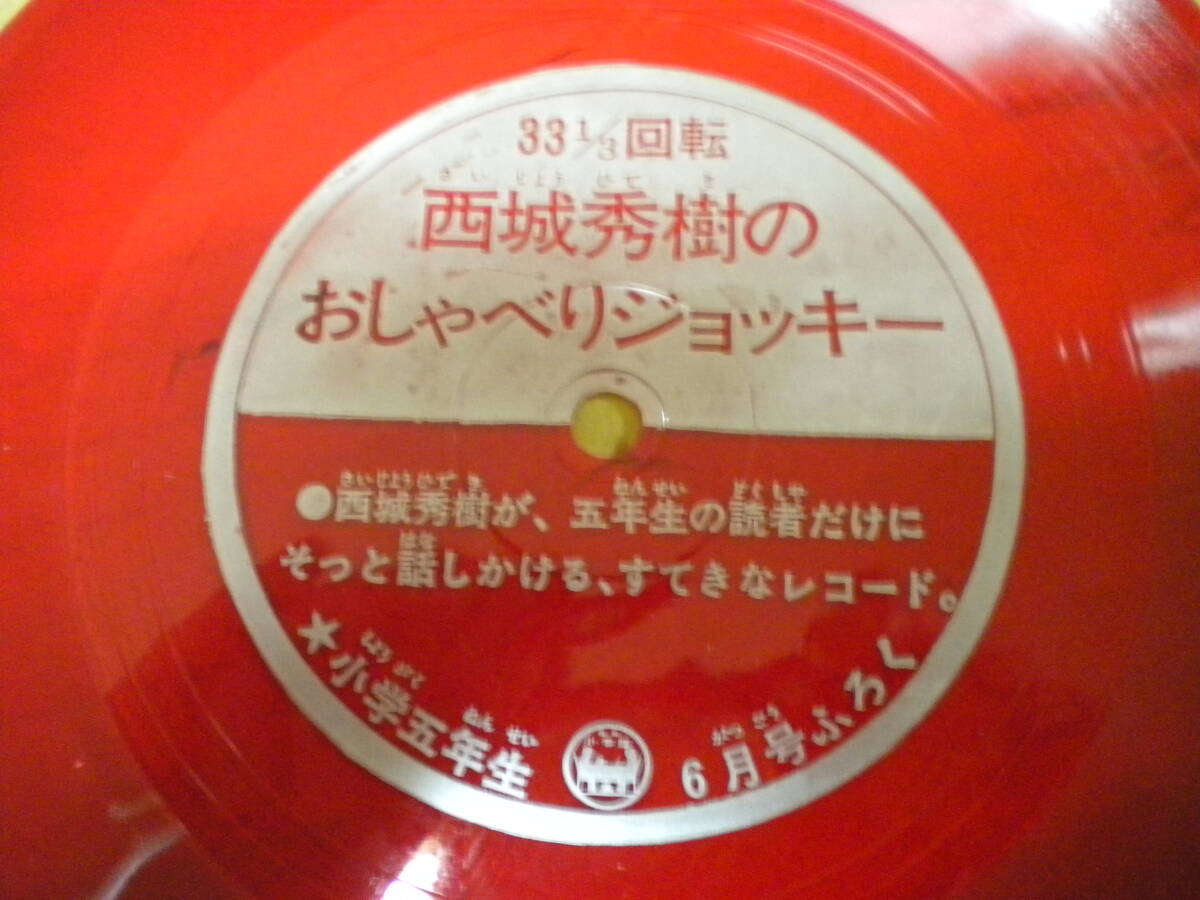 33 1/3回転
西城秀樹の
おしゃべりジョッキー
●西城秀樹が、五年生の読者だけに
そっと話しかける、すてきなレコード。
★小学五年生 6月号ふろく